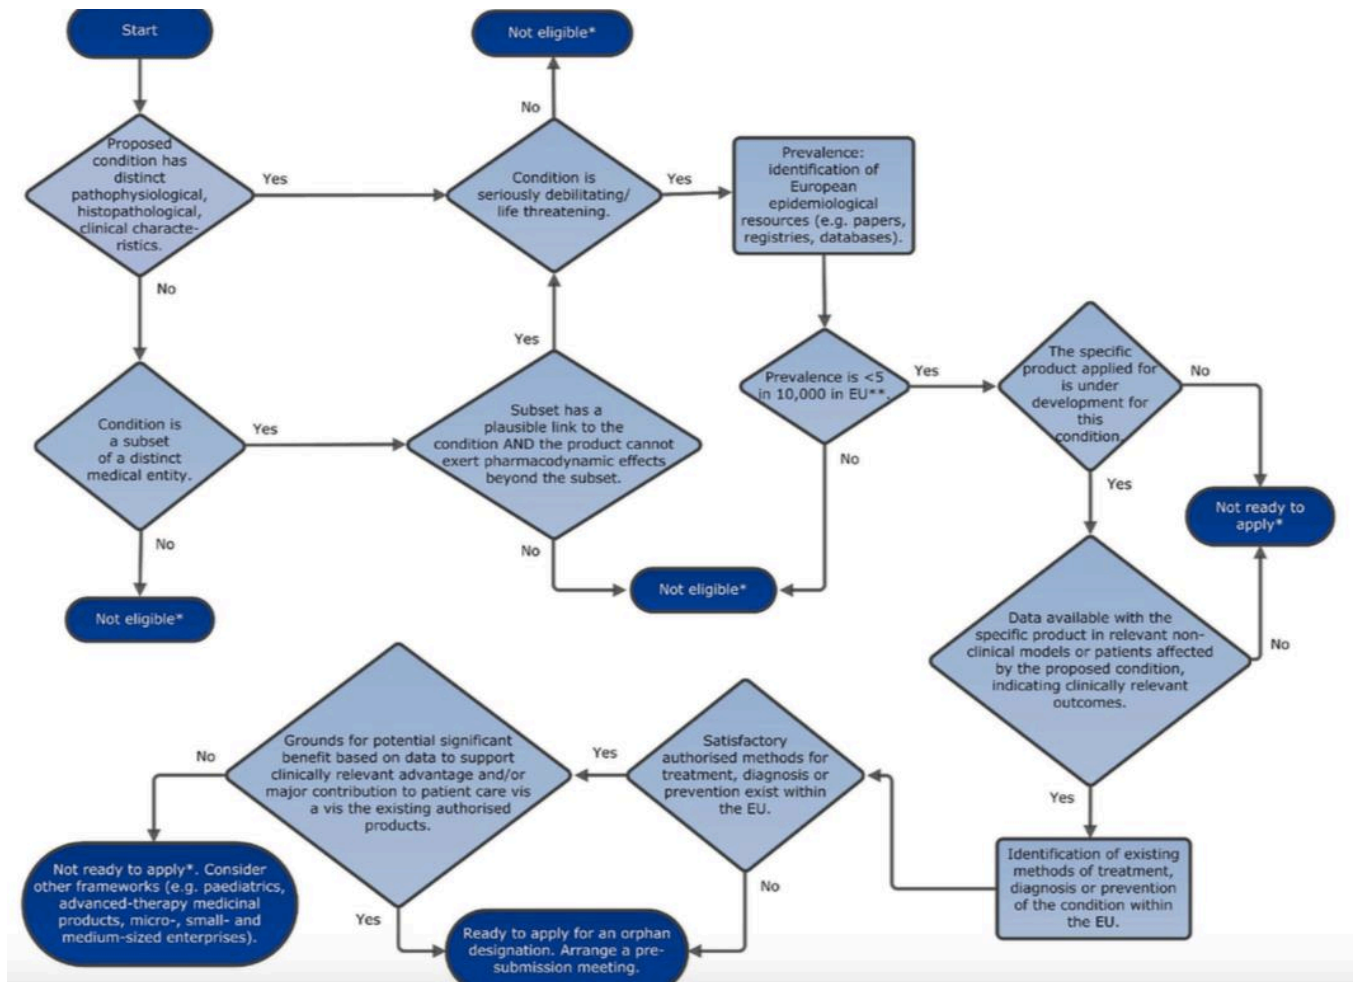 Start
Not eligible*
No
Proposed
condition has
distinct
pathophysiological,
histopathological,
clinical characte-
ristics.
Yes
Condition is
seriously debilitating/
life threatening.
Yes
Prevalence:
identification of
European
epidemiological
resources (e.g. papers,
registries, databases).
No
Yes
Condition is
a subset
of a distinct
medical entity.
Yes
Subset has a
plausible link to the
condition AND the product cannot
exert pharmacodynamic effects
beyond the subset.
Prevalence is <5
in 10,000 in EU**.
Yes
The specific
product applied for
is under
development for
this
condition.
No
No
Yes
Not ready to
apply*
No
No
Not eligible*
Not eligible*
Data available with the
specific product in relevant non-
clinical models or patients affected
by the proposed condition,
indicating clinically relevant
outcomes.
No
No
Grounds for potential significant
benefit based on data to support
clinically relevant advantage and/or
major contribution to patient care vis
a vis the existing authorised
products.
Yes
Satisfactory
authorised methods for
treatment, diagnosis or
prevention exist within
the EU.
Yes
Not ready to apply*. Consider
other frameworks (e.g. paediatrics,
advanced-therapy medicinal
products, micro-, small- and
medium-sized enterprises).
Yes
No
Ready to apply for an orphan
designation. Arrange a pre-
submission meeting.
Identification of existing
methods of treatment,
diagnosis or prevention
of the condition within
the EU.